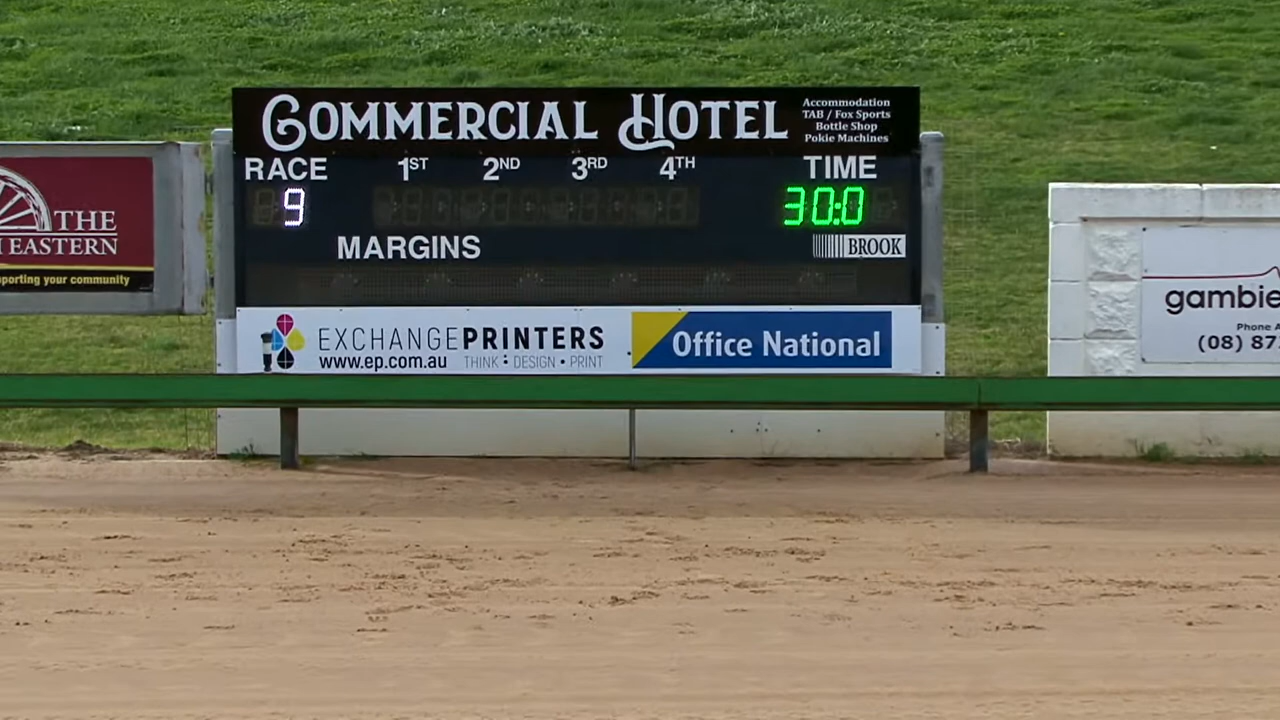 COMMERCIAL HOTEL
Accommodation
TAB / Fox Sports
Bottle Shop
Pokie Machines
RACE 1ST 2ND 3RD 4TH TIME
9 30:0
MARGINS
BROOK
EXCHANGEPRINTERS
www.ep.com.au THINK : DESIGN • PRINT
Office National
THE
EASTERN
porting your community
gambie
Phone A
(08) 87